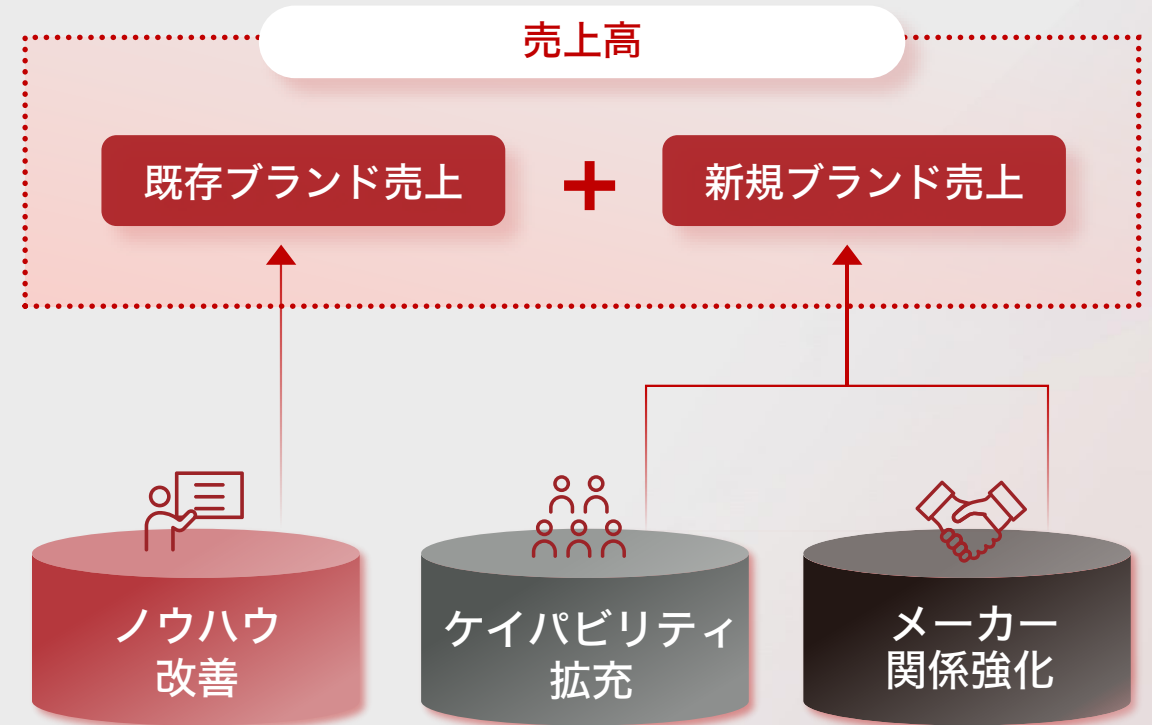 売上高
既存ブランド売上
+
新規ブランド売上
ノウハウ
改善
ケイパビリティ
拡充
メーカー
関係強化